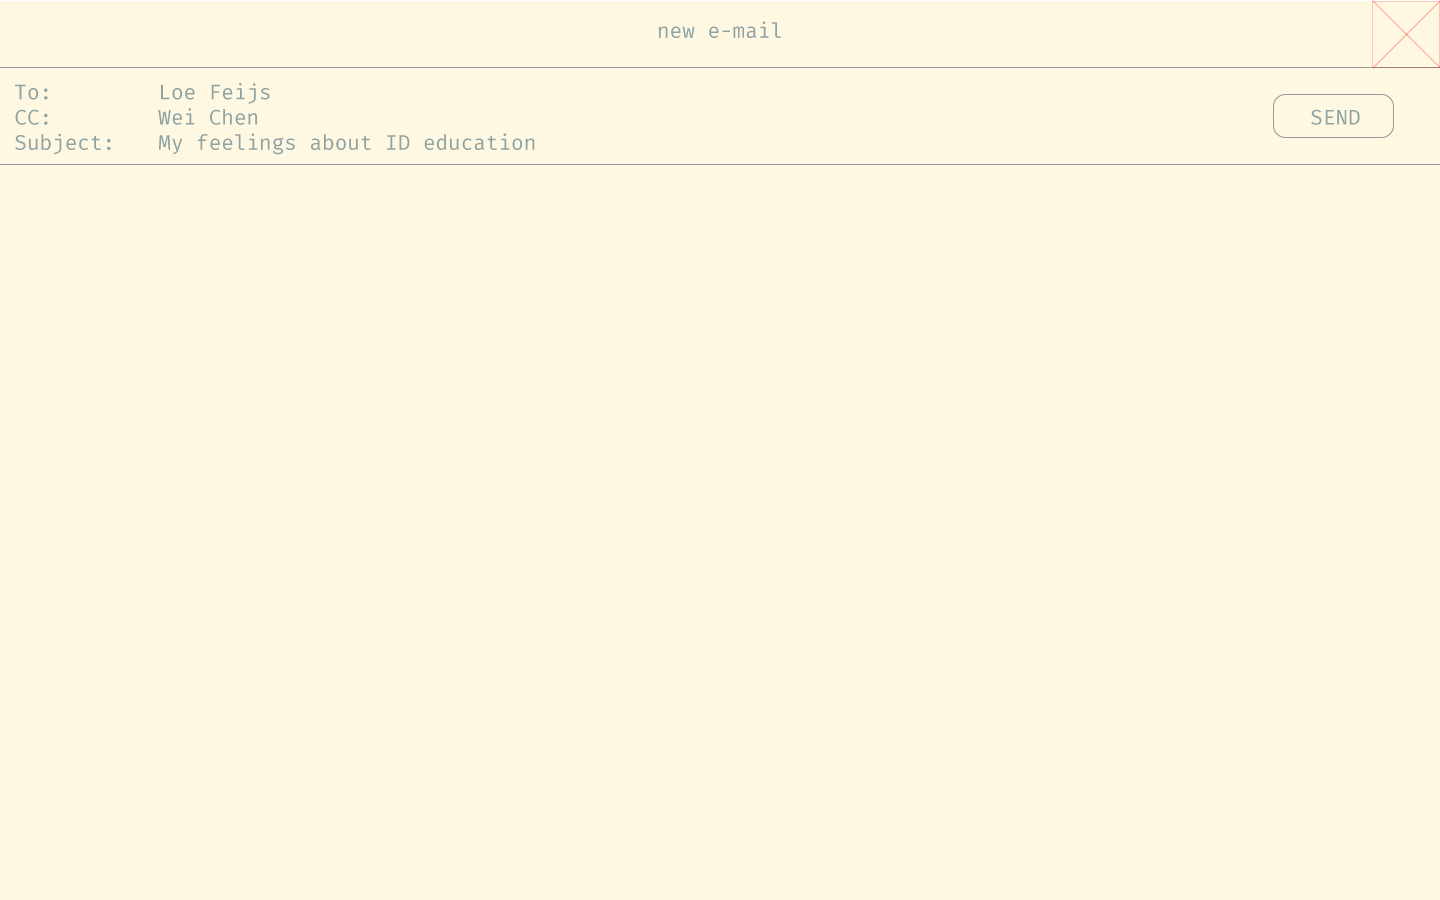 new e-mail
To: Loe Feijs
CC: Wei Chen
Subject: My feelings about ID education
SEND